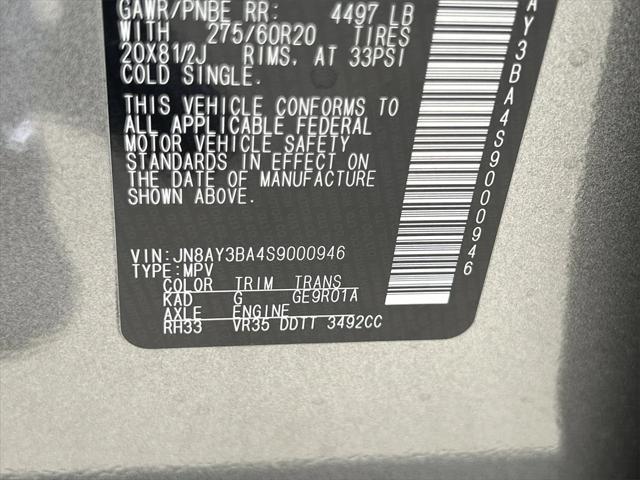 GAWR/PNBE RR: 4497 LB
WITH 275/60R20 TIRES
20X81/2J RIMS, AT 33PSI
COLD SINGLE.
THIS VEHICLE CONFORMS TO
ALL APPLICABLE FEDERAL
MOTOR VEHICLE SAFETY
STANDARDS IN EFFECT ON
THE DATE OF MANUFACTURE
SHOWN ABOVE.
VIN:JN8AY3BA4S9000946
TYPE:MPV
COLOR TRIM TRANS
KAD G GE9R01A
AXLE ENGINE
RH33 VR35 DDTT 3492CC
AY3BA4S9000946